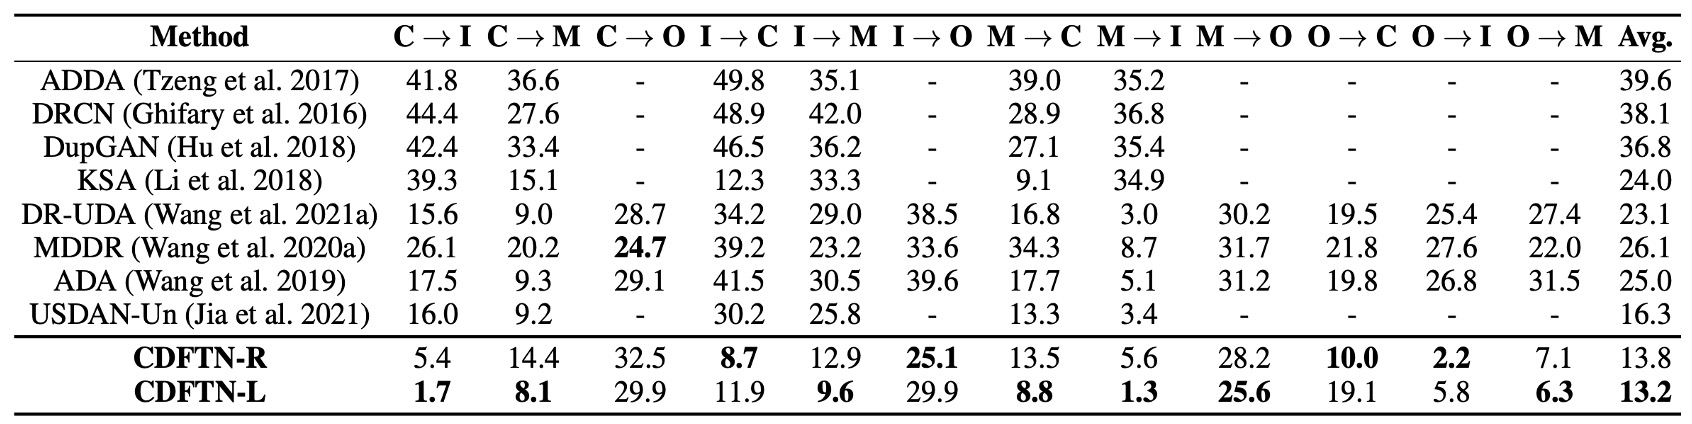 Method C → I C → M C → O I → C I → M I → O M → C M → I M → O O → C O → I O → M Avg.
ADDA (Tzeng et al. 2017) 41.8 36.6 - 49.8 35.1 - 39.0 35.2 - - - - 39.6
DRCN (Ghifary et al. 2016) 44.4 27.6 - 48.9 42.0 - 28.9 36.8 - - - - 38.1
DupGAN (Hu et al. 2018) 42.4 33.4 - 46.5 36.2 - 27.1 35.4 - - - - 36.8
KSA (Li et al. 2018) 39.3 15.1 - 12.3 33.3 - 9.1 34.9 - - - - 24.0
DR-UDA (Wang et al. 2021a) 15.6 9.0 28.7 34.2 29.0 38.5 16.8 3.0 30.2 19.5 25.4 27.4 23.1
MDDR (Wang et al. 2020a) 26.1 20.2 24.7 39.2 23.2 33.6 34.3 8.7 31.7 21.8 27.6 22.0 26.1
ADA (Wang et al. 2019) 17.5 9.3 29.1 41.5 30.5 39.6 17.7 5.1 31.2 19.8 26.8 31.5 25.0
USDAN-Un (Jia et al. 2021) 16.0 9.2 - 30.2 25.8 - 13.3 3.4 - - - - 16.3
CDFTN-R 5.4 14.4 32.5 8.7 12.9 25.1 13.5 5.6 28.2 10.0 2.2 7.1 13.8
CDFTN-L 1.7 8.1 29.9 11.9 9.6 29.9 8.8 1.3 25.6 19.1 5.8 6.3 13.2